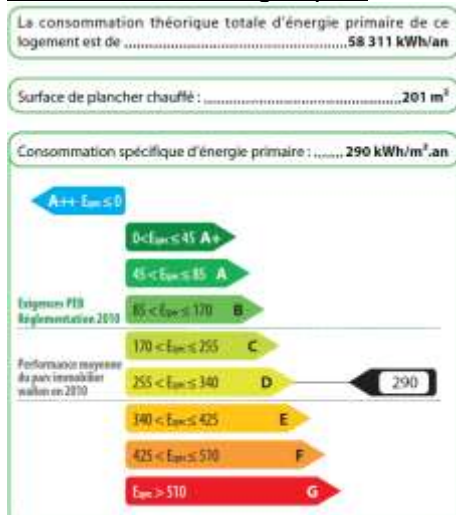 La consommation théorique totale d'énergie primaire de ce
logement est de ..................................................58 311 kWh/an
Surface de plancher chauffé : ............................................201 m²
Consommation spécifique d'énergie primaire : ....... 290 kWh/m².an
A++ Espec ≤ 0
0<Espec ≤ 45 A+
45 < Espec ≤ 85 A
Exigences PEB
Réglementation 2010
85 < Espec ≤ 170 B
170 < Espec ≤ 255 C
Performance moyenne
du parc immobilier
wallon en 2010
255 < Espec ≤ 340 D
290
340 < Espec ≤ 425 E
425 < Espec ≤ 510 F
Espec > 510 G